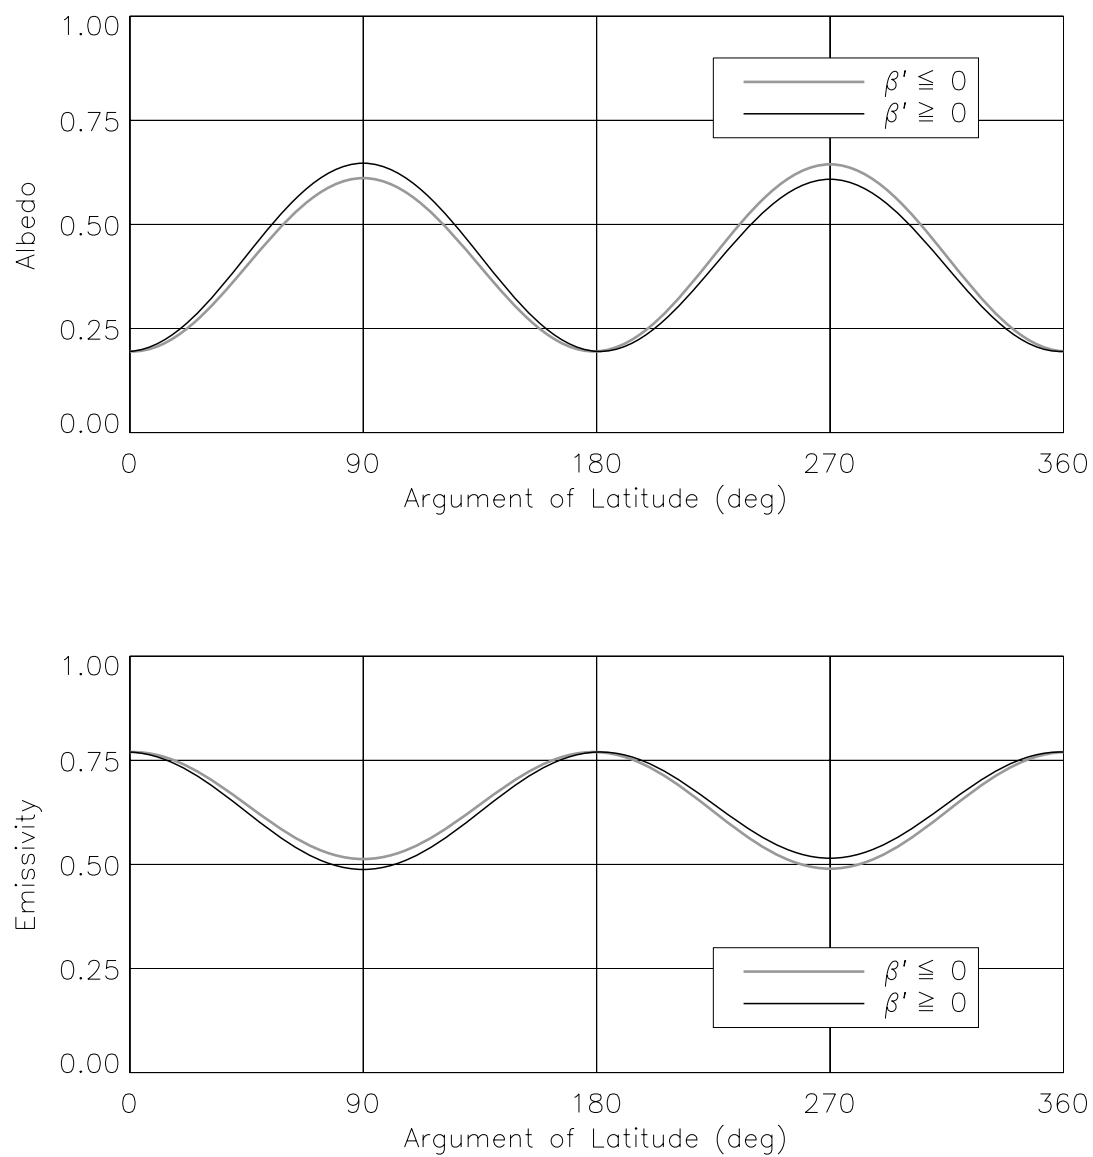 1.00
β' ≦ 0
β' ≧ 0
0.75
Albedo
0.50
0.25
0.00
0 90 180 270 360
Argument of Latitude (deg)
1.00
0.75
Emissivity
0.50
0.25
β' ≦ 0
β' ≧ 0
0.00
0 90 180 270 360
Argument of Latitude (deg)